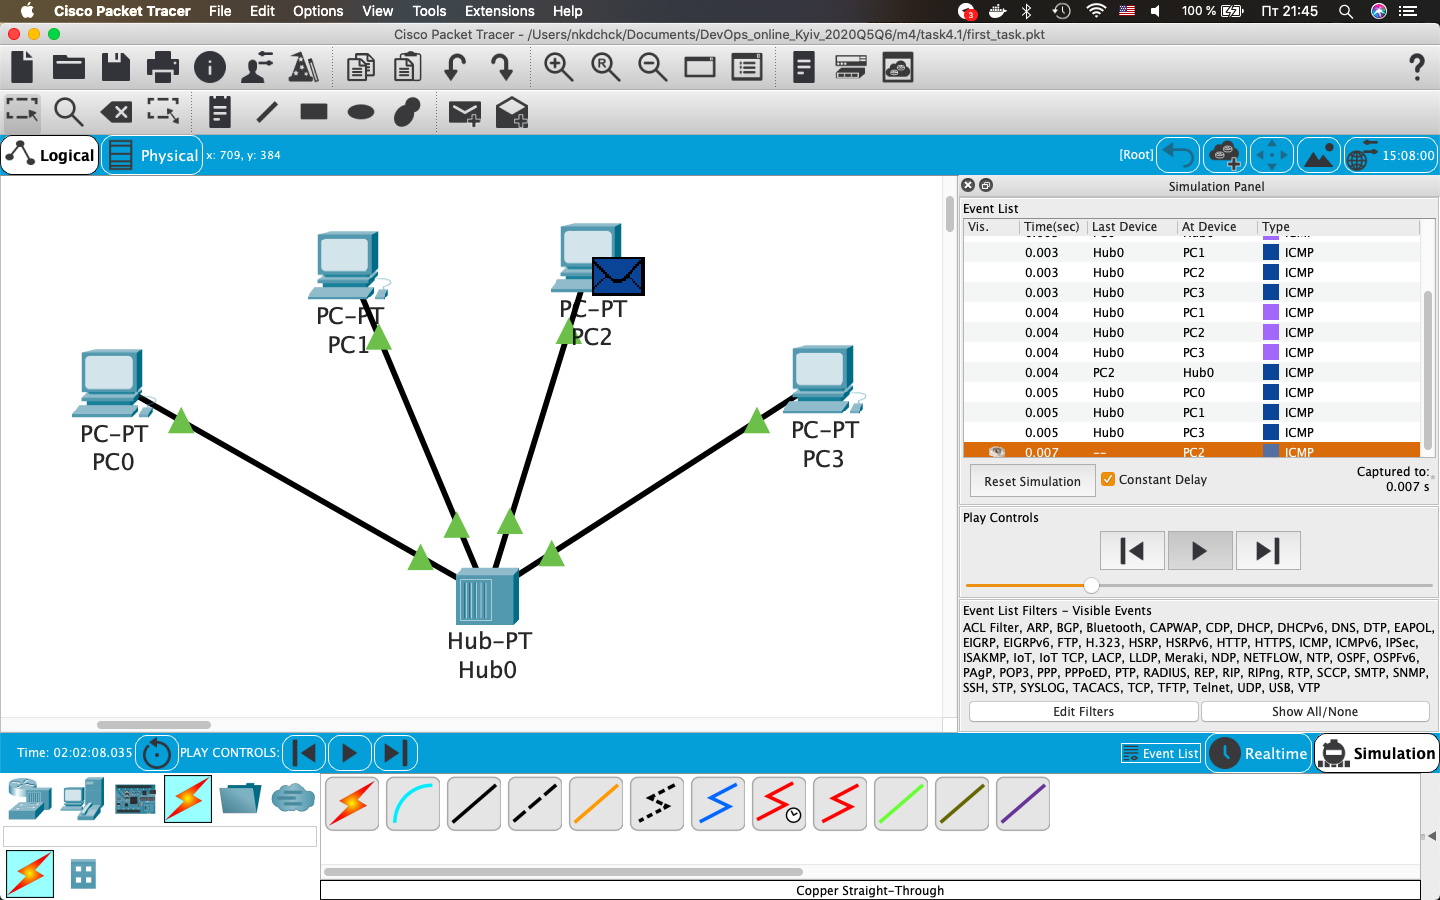 Cisco Packet Tracer File Edit Options View Tools Extensions Help 3 100 % Пт 21:45
Cisco Packet Tracer - /Users/nkdchck/Documents/DevOps_online_Kyiv_2020Q5Q6/m4/task4.1/first_task.pkt
?
Logical Physical x: 709, y: 384 [Root] 15:08:00
Simulation Panel
Event List
Vis. Time(sec) Last Device At Device Type
0.003 Hub0 PC1 ICMP
0.003 Hub0 PC2 ICMP
0.003 Hub0 PC3 ICMP
0.004 Hub0 PC1 ICMP
0.004 Hub0 PC2 ICMP
0.004 Hub0 PC3 ICMP
0.004 PC2 Hub0 ICMP
0.005 Hub0 PC0 ICMP
0.005 Hub0 PC1 ICMP
0.005 Hub0 PC3 ICMP
0.007 -- PC2 ICMP
Reset Simulation Constant Delay Captured to:
0.007 s
Play Controls
Event List Filters - Visible Events
ACL Filter, ARP, BGP, Bluetooth, CAPWAP, CDP, DHCP, DHCPv6, DNS, DTP, EAPOL,
EIGRP, EIGRPv6, FTP, H.323, HSRP, HSRPv6, HTTP, HTTPS, ICMP, ICMPv6, IPSec,
ISAKMP, IoT, IoT TCP, LACP, LLDP, Meraki, NDP, NETFLOW, NTP, OSPF, OSPFv6,
PAgP, POP3, PPP, PPPoED, PTP, RADIUS, REP, RIP, RIPng, RTP, SCCP, SMTP, SNMP,
SSH, STP, SYSLOG, TACACS, TCP, TFTP, Telnet, UDP, USB, VTP
Edit Filters Show All/None
PC-PT
PC1
PC-PT
PC2
PC-PT
PC0
PC-PT
PC3
Hub-PT
Hub0
Time: 02:02:08.035 PLAY CONTROLS: Event List Realtime Simulation
Copper Straight-Through